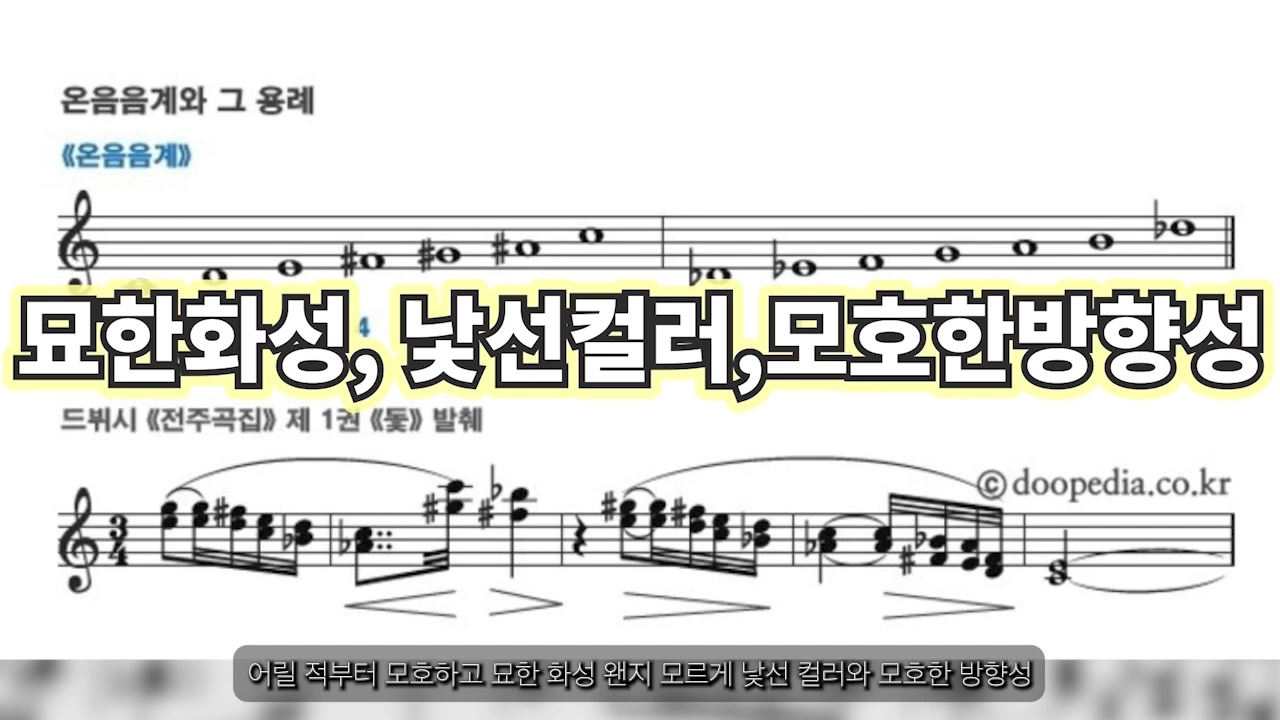 온음음계와 그 용례
《온음음계》
묘한화성, 낯선컬러,모호한방향성
드뷔시 《전주곡집》 제 1권 《돛》 발췌
ⓒdoopedia.co.kr
3
4
어릴 적부터 모호하고 묘한 화성 왠지 모르게 낯선 컬러와 모호한 방향성